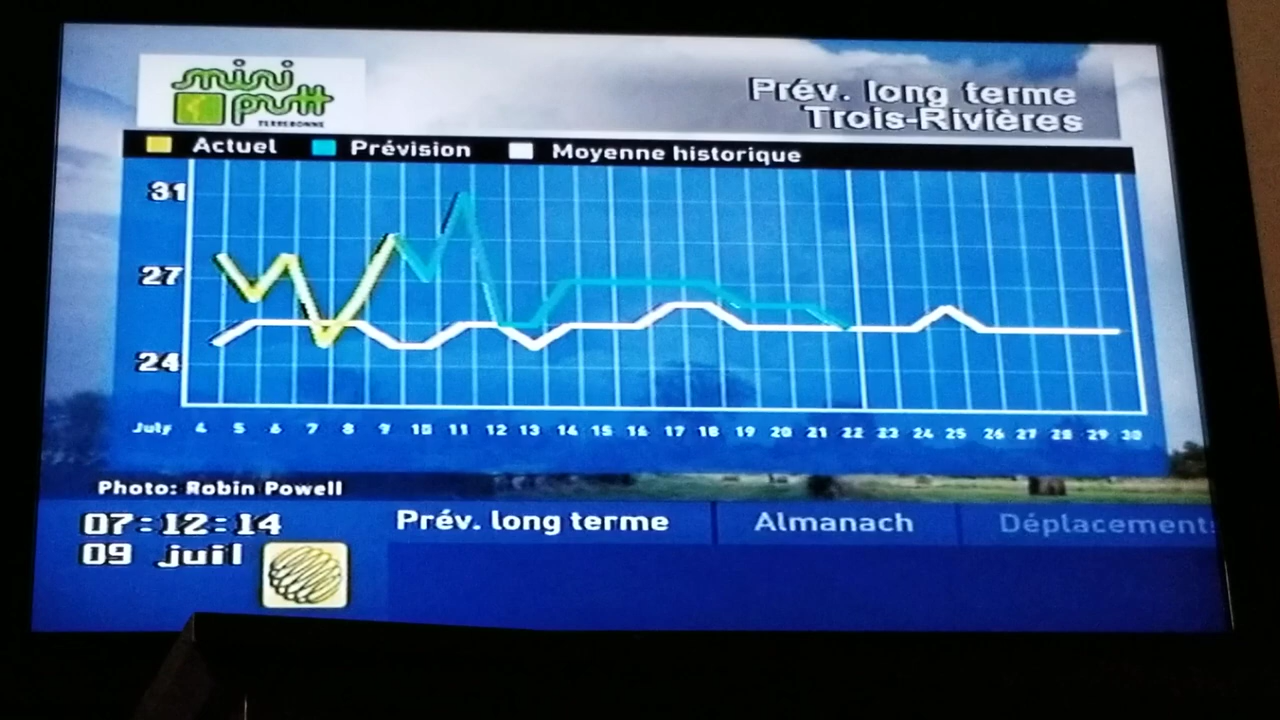 mini
putt
TERREBONNE
Prév. long terme
Trois-Rivières
Actuel Prévision Moyenne historique
31
27
24
July 4 5 6 7 8 9 10 11 12 13 14 15 16 17 18 19 20 21 22 23 24 25 26 27 28 29 30
Photo: Robin Powell
07:12:14
09 juil
Prév. long terme Almanach Déplacements